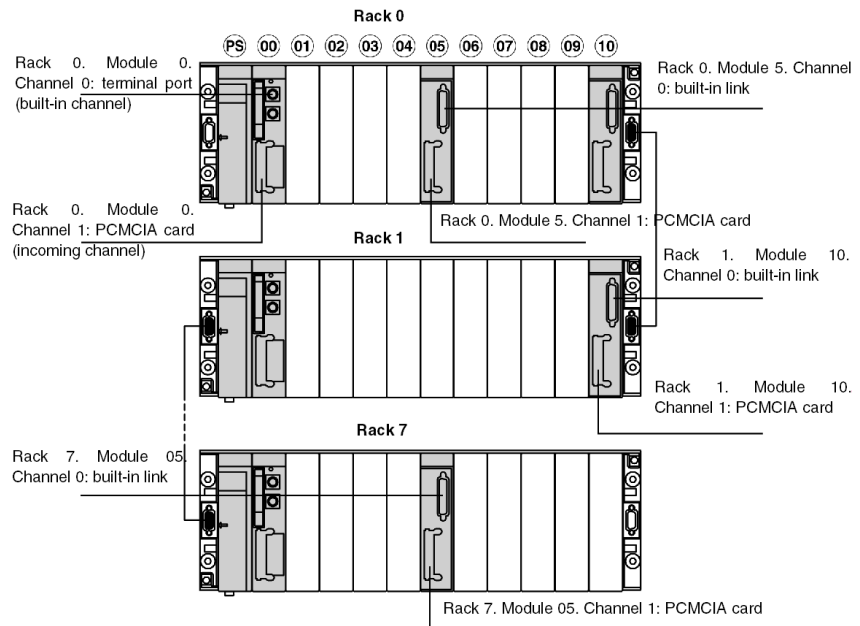 Rack 0
PS 00 01 02 03 04 05 06 07 08 09 10
Rack 0. Module 0.
Channel 0: terminal port
(built-in channel)
Rack 0. Module 5. Channel
0: built-in link
Rack 0. Module 0.
Channel 1: PCMCIA card
(incoming channel)
Rack 0. Module 5. Channel 1: PCMCIA card
Rack 1
Rack 1. Module 10.
Channel 0: built-in link
Rack 1. Module 10.
Channel 1: PCMCIA card
Rack 7
Rack 7. Module 05.
Channel 0: built-in link
Rack 7. Module 05. Channel 1: PCMCIA card